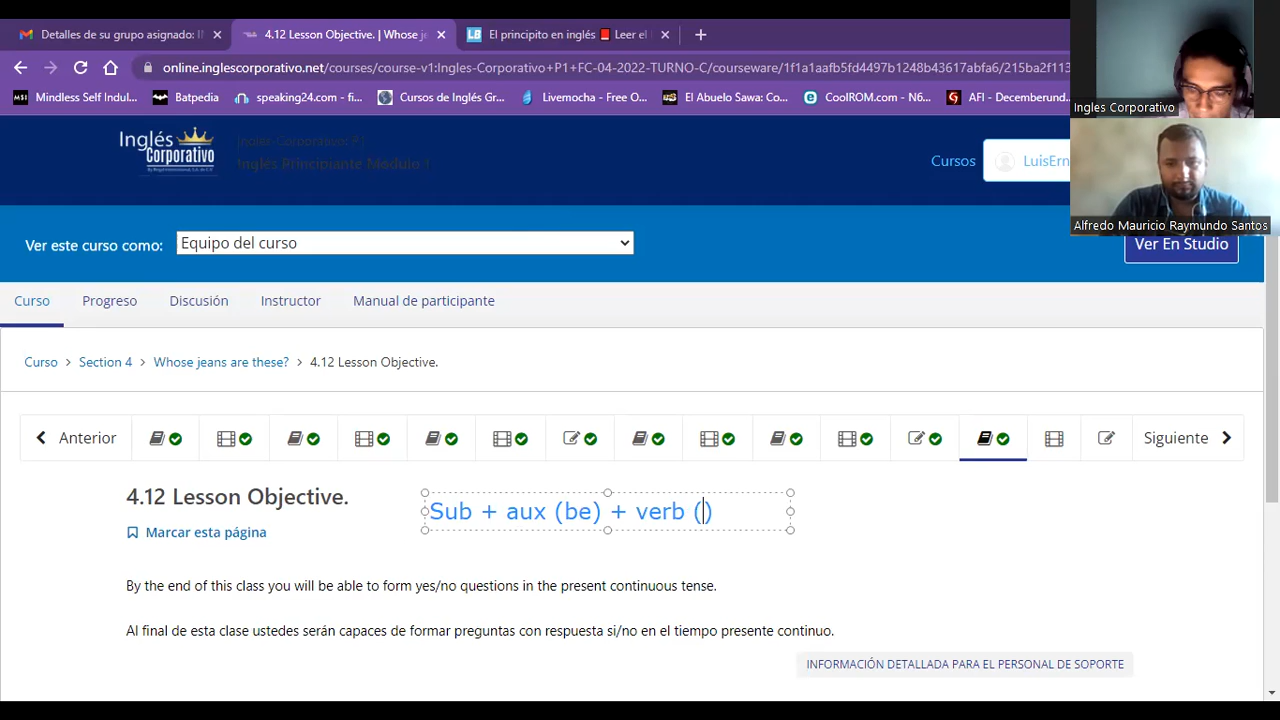 Detalles de su grupo asignado: II
4.12 Lesson Objective. | Whose je
El principito en inglés 📕 Leer el
online.inglescorporativo.net/courses/course-v1:Ingles-Corporativo+P1+FC-04-2022-TURNO-C/courseware/1f1a1aafb5fd4497b1248b43617abfa6/215ba2f113
Mindless Self Indul...
Batpedia
speaking24.com - fi...
Cursos de Inglés Gr...
Livemocha - Free O...
El Abuelo Sawa: Co...
CoolROM.com - N6...
AFI - Decemberund...
Ingles Corporativo
Inglés
Corporativo
Inglés Principiante Modulo 1
Cursos
LuisErn
Alfredo Mauricio Raymundo Santos
Ver este curso como:
Equipo del curso
Ver En Studio
Curso
Progreso
Discusión
Instructor
Manual de participante
Curso > Section 4 > Whose jeans are these? > 4.12 Lesson Objective.
Anterior
Siguiente
4.12 Lesson Objective.
Sub + aux (be) + verb ()
Marcar esta página
By the end of this class you will be able to form yes/no questions in the present continuous tense.
Al final de esta clase ustedes serán capaces de formar preguntas con respuesta si/no en el tiempo presente continuo.
INFORMACIÓN DETALLADA PARA EL PERSONAL DE SOPORTE